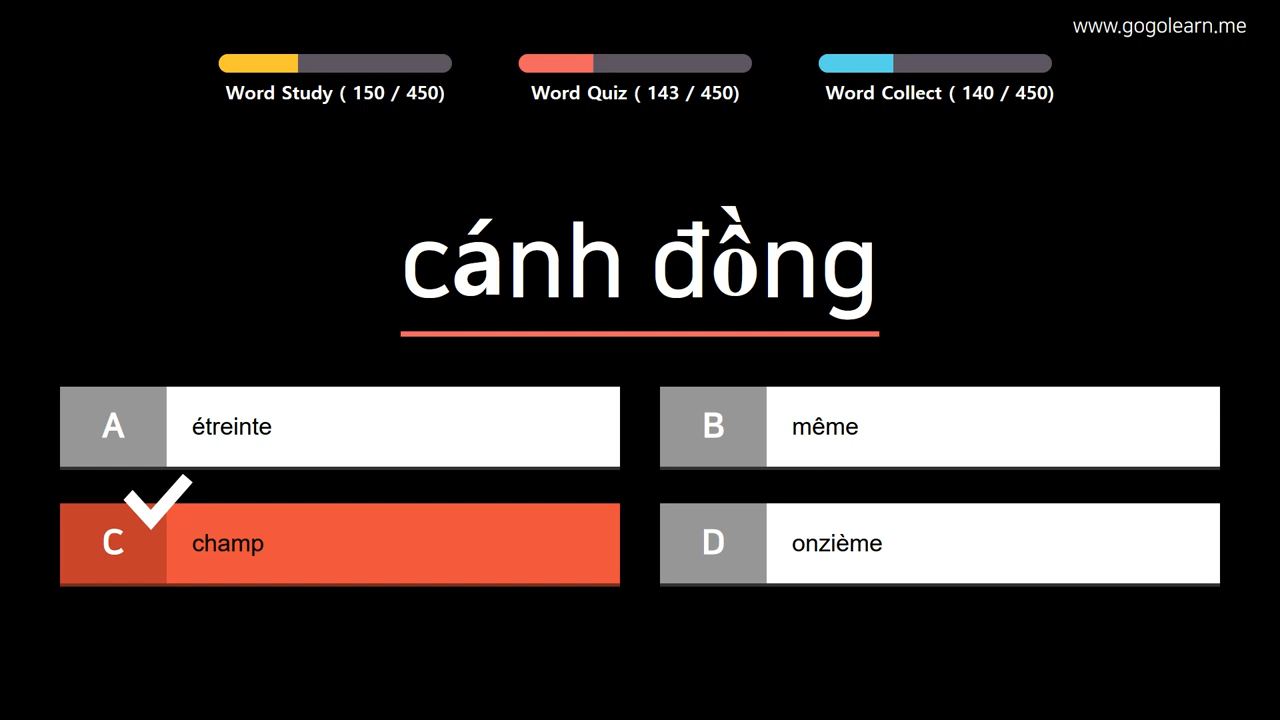 www.gogolearn.me
Word Study ( 150 / 450)
Word Quiz ( 143 / 450)
Word Collect ( 140 / 450)
cánh đồng
A étreinte
B même
C champ
D onzième